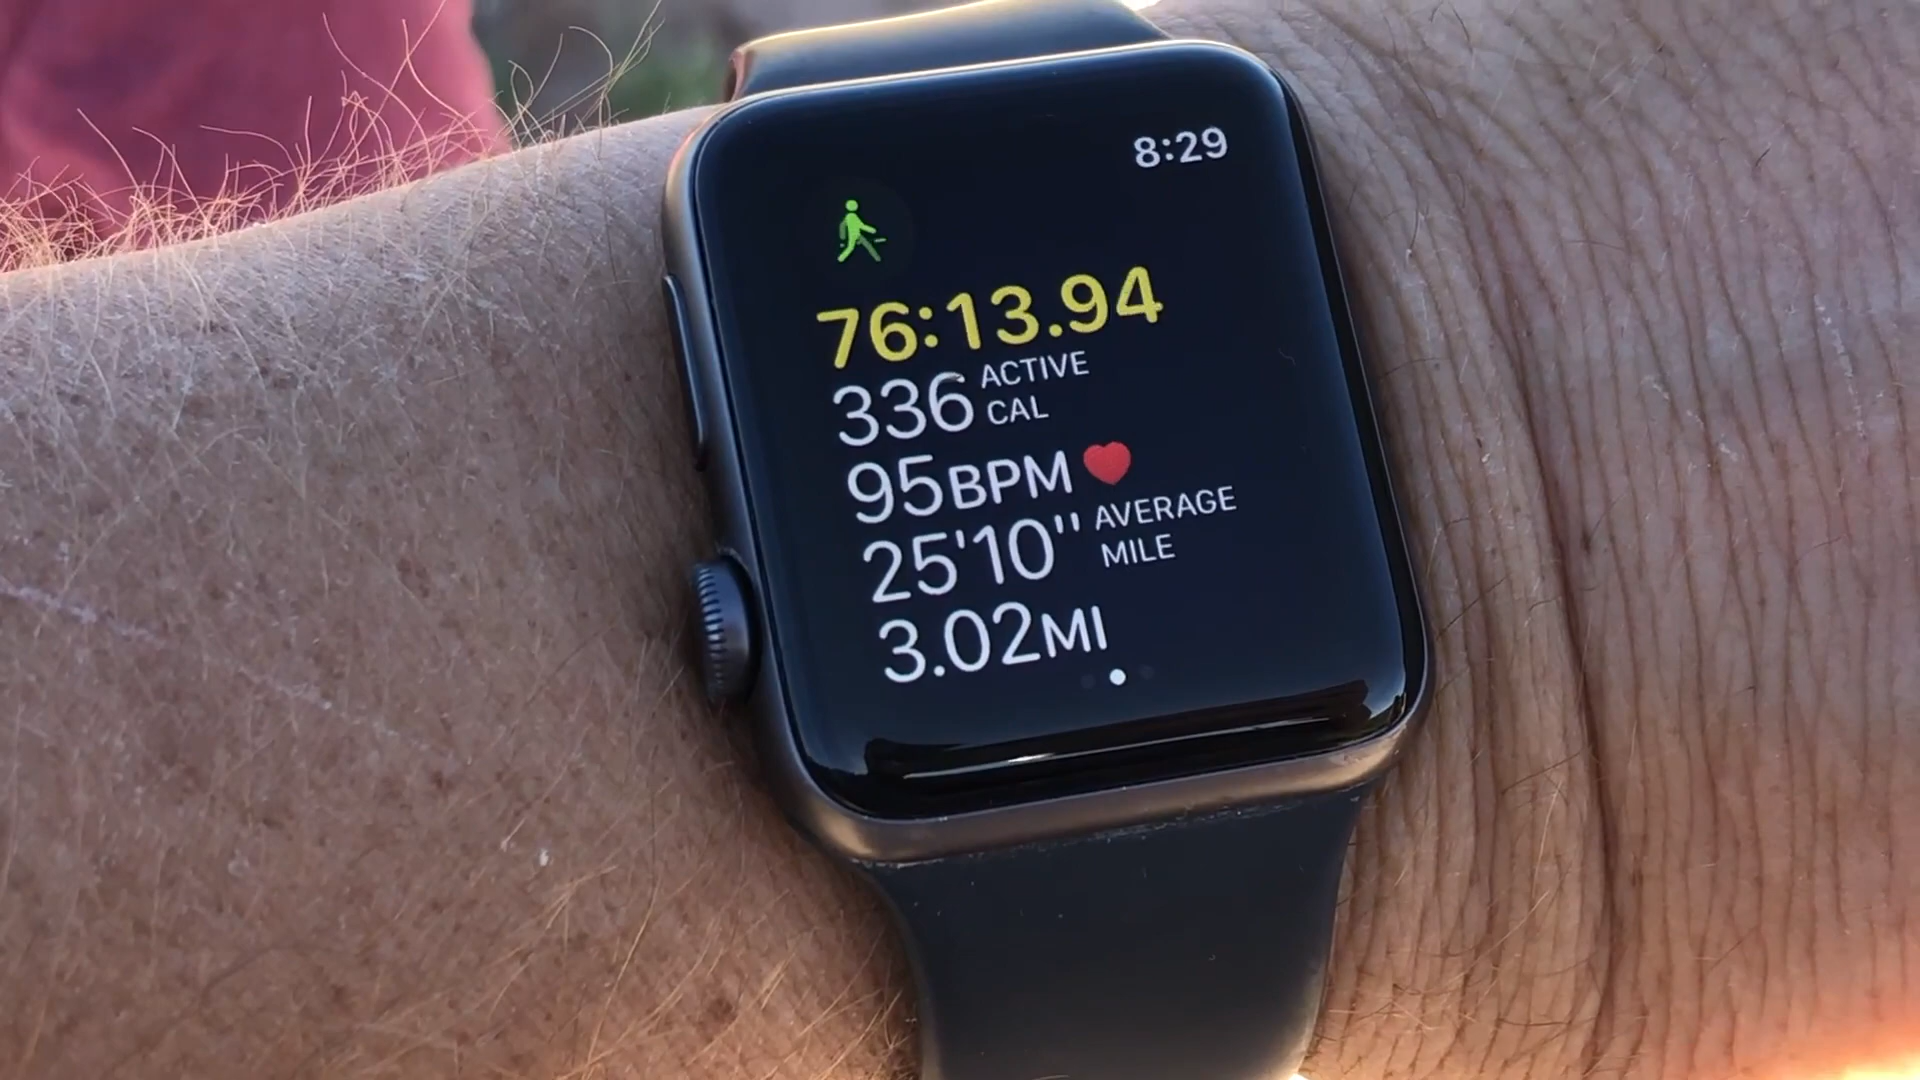 8:29
76:13.94
336 ACTIVE CAL
95BPM
25'10" AVERAGE MILE
3.02MI